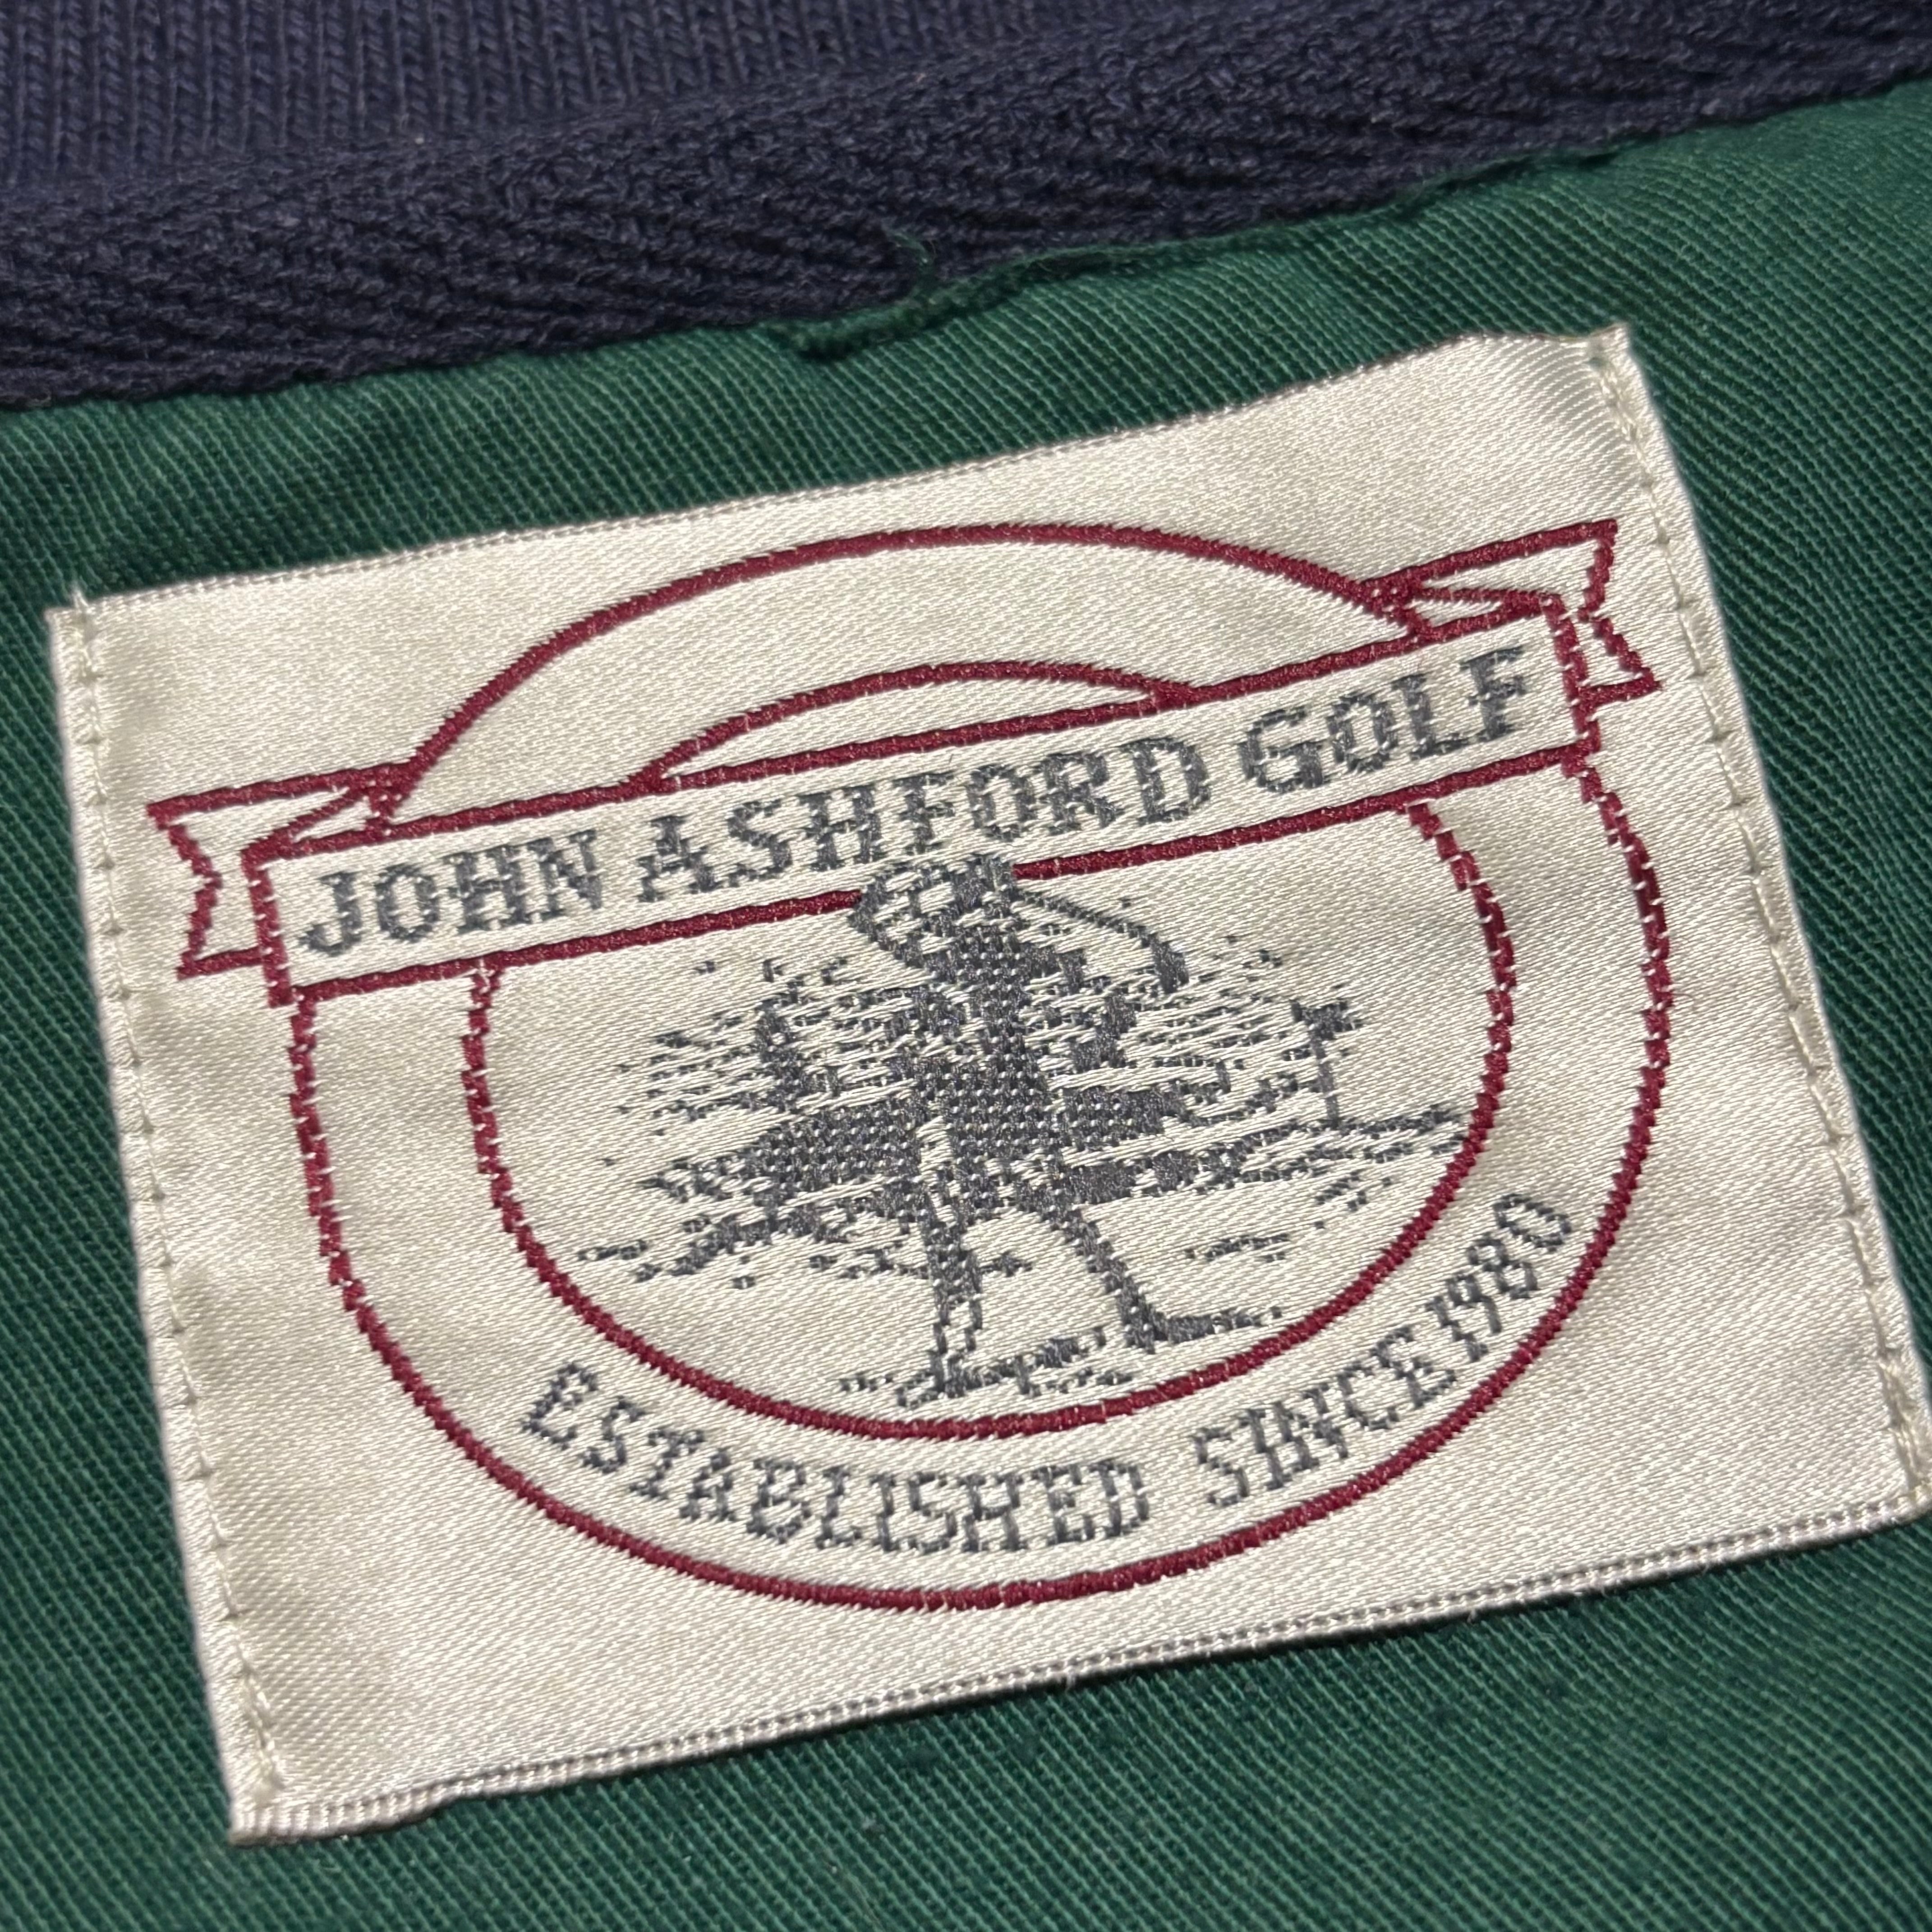 JOHN ASHFORD GOLF
ESTABLISHED SINCE 1980